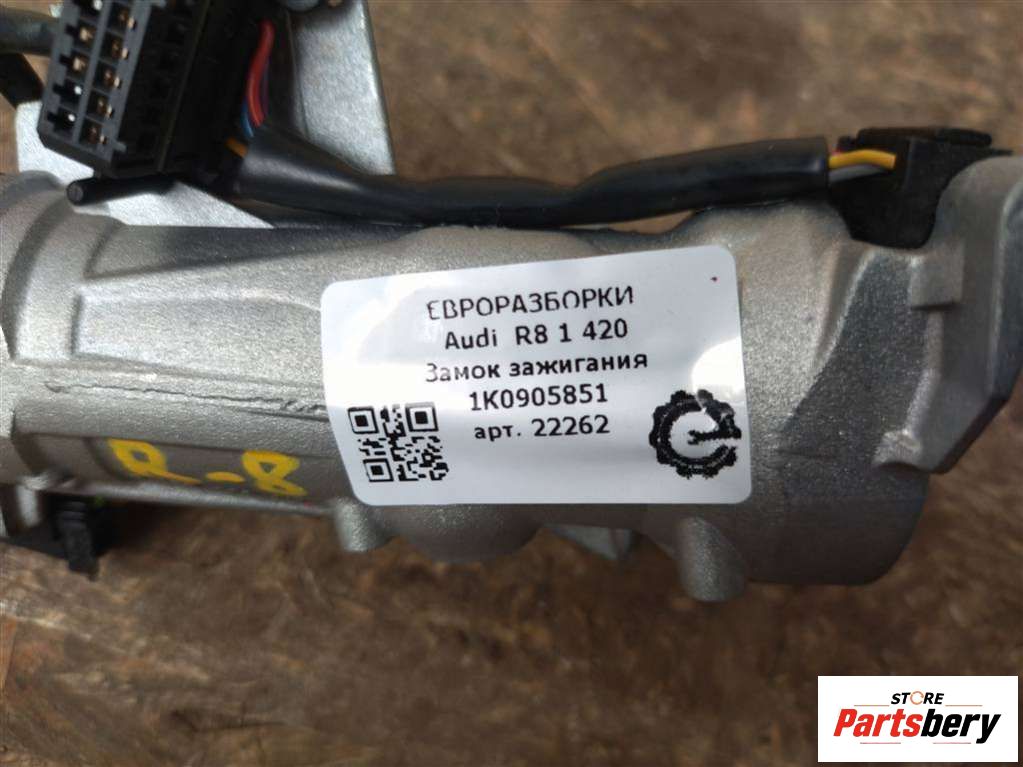 ЕВРОРАЗБОРКИ
Audi R8 1 420
Замок зажигания
1K0905851
арт. 22262
R-8
STORE
Partsbery